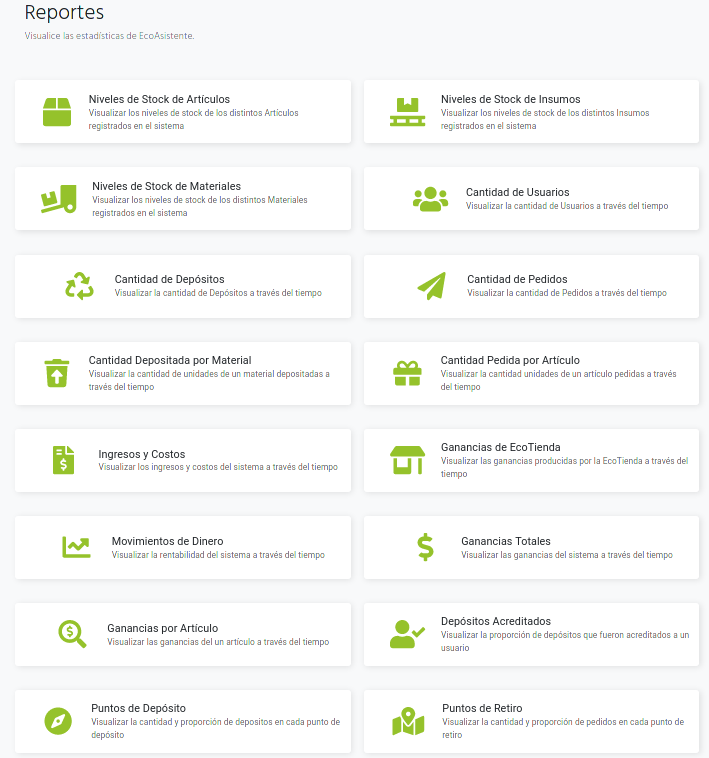 Reportes
Visualice las estadísticas de EcoAsistente.
Niveles de Stock de Artículos
Visualizar los niveles de stock de los distintos Artículos
registrados en el sistema
Niveles de Stock de Insumos
Visualizar los niveles de stock de los distintos Insumos
registrados en el sistema
Niveles de Stock de Materiales
Visualizar los niveles de stock de los distintos Materiales
registrados en el sistema
Cantidad de Usuarios
Visualizar la cantidad de Usuarios a través del tiempo
Cantidad de Depósitos
Visualizar la cantidad de Depósitos a través del tiempo
Cantidad de Pedidos
Visualizar la cantidad de Pedidos a través del tiempo
Cantidad Depositada por Material
Visualizar la cantidad de unidades de un material depositadas a
través del tiempo
Cantidad Pedida por Artículo
Visualizar la cantidad unidades de un artículo pedidas a través
del tiempo
Ingresos y Costos
Visualizar los ingresos y costos del sistema a través del tiempo
Ganancias de EcoTienda
Visualizar las ganancias producidas por la EcoTienda a través del
tiempo
Movimientos de Dinero
Visualizar la rentabilidad del sistema a través del tiempo
Ganancias Totales
Visualizar las ganancias del sistema a través del tiempo
Ganancias por Artículo
Visualizar las ganancias del un artículo a través del tiempo
Depósitos Acreditados
Visualizar la proporción de depósitos que fueron acreditados a un
usuario
Puntos de Depósito
Visualizar la cantidad y proporción de depositos en cada punto de
depósito
Puntos de Retiro
Visualizar la cantidad y proporción de pedidos en cada punto de
retiro